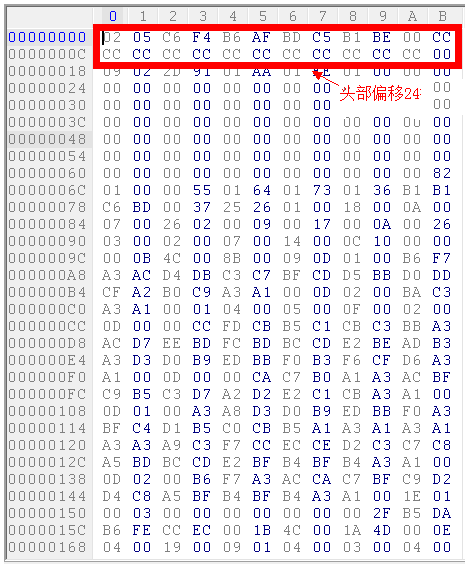 0 1 2 3 4 5 6 7 8 9 A B
00000000 02 05 C6 F4 B6 AF BD C5 B1 BE 00 CC
0000000C CC CC CC CC CC CC CC CC CC CC CC 00
00000018 09 02 2D 91 01 AA 01 EE 01 00 00 00
00000024 00 00 00 00 00 00 00 00 00 00
头部偏移24
00000030 00 00 00 00 00 00 00 00 00 00 00
0000003C 00 00 00 00 00 00 00 00 00 00 00
00000048 00 00 00 00 00 00 00 00 00 00 00 00
00000054 00 00 00 00 00 00 00 00 00 00 00 00
00000060 00 00 00 00 00 00 00 00 00 00 00 82
0000006C 01 00 00 55 01 64 01 73 01 36 B1 B1
00000078 C6 BD 00 37 25 26 01 00 18 00 0A 00
00000084 07 00 26 02 00 09 00 17 00 0A 00 26
00000090 03 00 02 00 07 00 14 00 0C 10 00 00
0000009C 00 0B 4C 00 8B 00 09 0D 01 00 B6 F7
000000A8 A3 AC D4 DB C3 C7 BF CD D5 BB D0 DD
000000B4 CF A2 B0 C9 A3 A1 00 0D 02 00 BA C3
000000C0 A3 A1 00 01 04 00 05 00 0F 00 02 00
000000CC 0D 00 00 CC FD CB B5 C1 CB C3 BB A3
000000D8 AC D7 EE BD FC BD BC CD E2 BE AD B3
000000E4 A3 D3 D0 B9 ED BB F0 B3 F6 CF D6 A3
000000F0 A1 00 0D 00 00 CA C7 B0 A1 A3 AC BF
000000FC C9 B5 C3 D7 A2 D2 E2 C1 CB A3 A1 00
00000108 0D 01 00 A3 A8 D3 D0 B9 ED BB F0 A3
00000114 BF C4 D1 B5 C0 CB B5 A1 A3 A1 A3 A1
00000120 A3 A3 A9 C3 F7 CC EC CE D2 C3 C7 C8
0000012C A5 BD BC CD E2 BF B4 BF B4 A3 A1 00
00000138 0D 02 00 B6 F7 A3 AC CA C7 BF C9 D2
00000144 D4 C8 A5 BF B4 BF B4 A3 A1 00 1E 01
00000150 00 03 00 00 00 00 00 00 00 2F B5 DA
0000015C B6 FE CC EC 00 1B 4C 00 1A 4D 00 0E
00000168 04 00 19 00 09 01 04 00 03 00 04 00